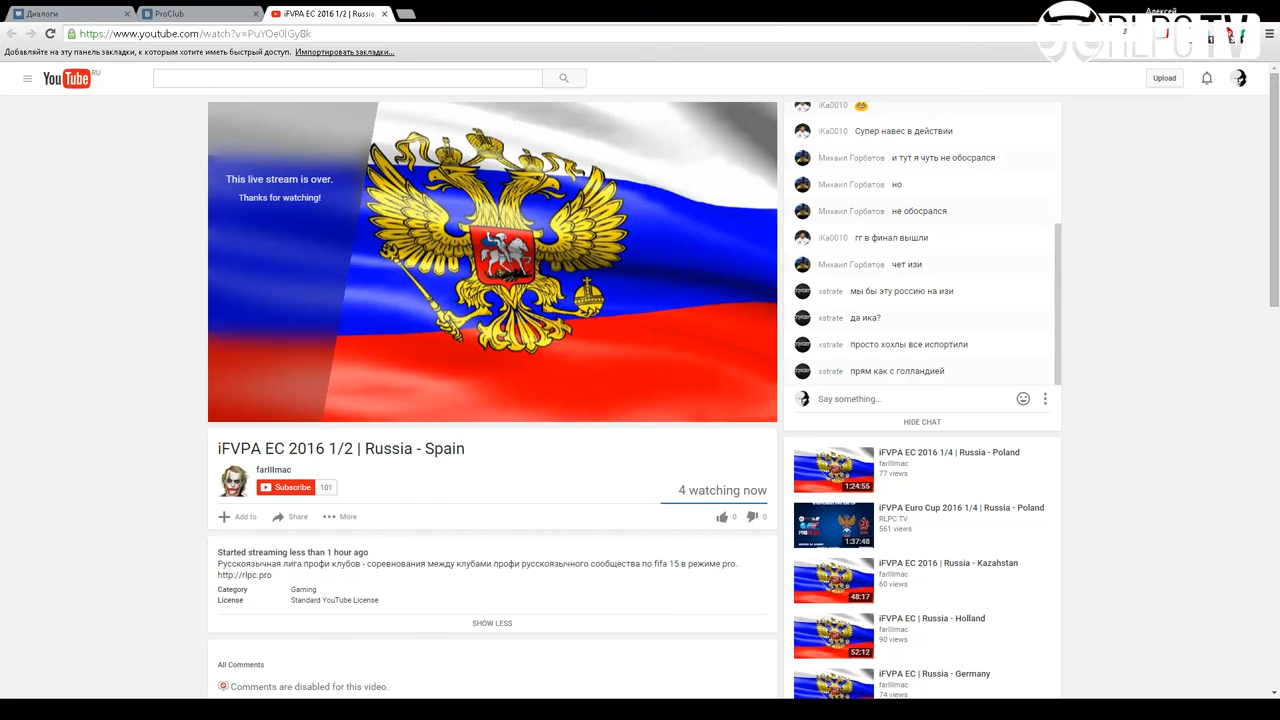 Диалоги
ProClub
iFVPA EC 2016 1/2 | Russia
Алексей
https://www.youtube.com/watch?v=PuYOe0lGy8k
RLPC TV
Добавляйте на эту панель закладки, к которым хотите иметь быстрый доступ. Импортировать закладки...
YouTube RU
Upload
This live stream is over.
Thanks for watching!
iKa0010
iKa0010 Супер навес в действии
Михаил Горбатов и тут я чуть не обосрался
Михаил Горбатов но
Михаил Горбатов не обосрался
iKa0010 гг в финал вышли
Михаил Горбатов чет изи
xstrate мы бы эту россию на изи
xstrate да ика?
xstrate просто хохлы все испортили
xstrate прям как с голландией
Say something...
HIDE CHAT
iFVPA EC 2016 1/2 | Russia - Spain
farIIImac
Subscribe 101
4 watching now
Add to Share More 0 0
Started streaming less than 1 hour ago
Русскоязычная лига профи клубов - соревнования между клубами профи русскоязычного сообщества по fifa 15 в режиме pro.
http://rlpc.pro
Category Gaming
License Standard YouTube License
SHOW LESS
All Comments
Comments are disabled for this video.
iFVPA EC 2016 1/4 | Russia - Poland
farIIImac
77 views
1:24:55
iFVPA Euro Cup 2016 1/4 | Russia - Poland
RLPC TV
561 views
1:37:48
iFVPA EC 2016 | Russia - Kazahstan
farIIImac
60 views
48:17
iFVPA EC | Russia - Holland
farIIImac
90 views
52:12
iFVPA EC | Russia - Germany
farIIImac
74 views